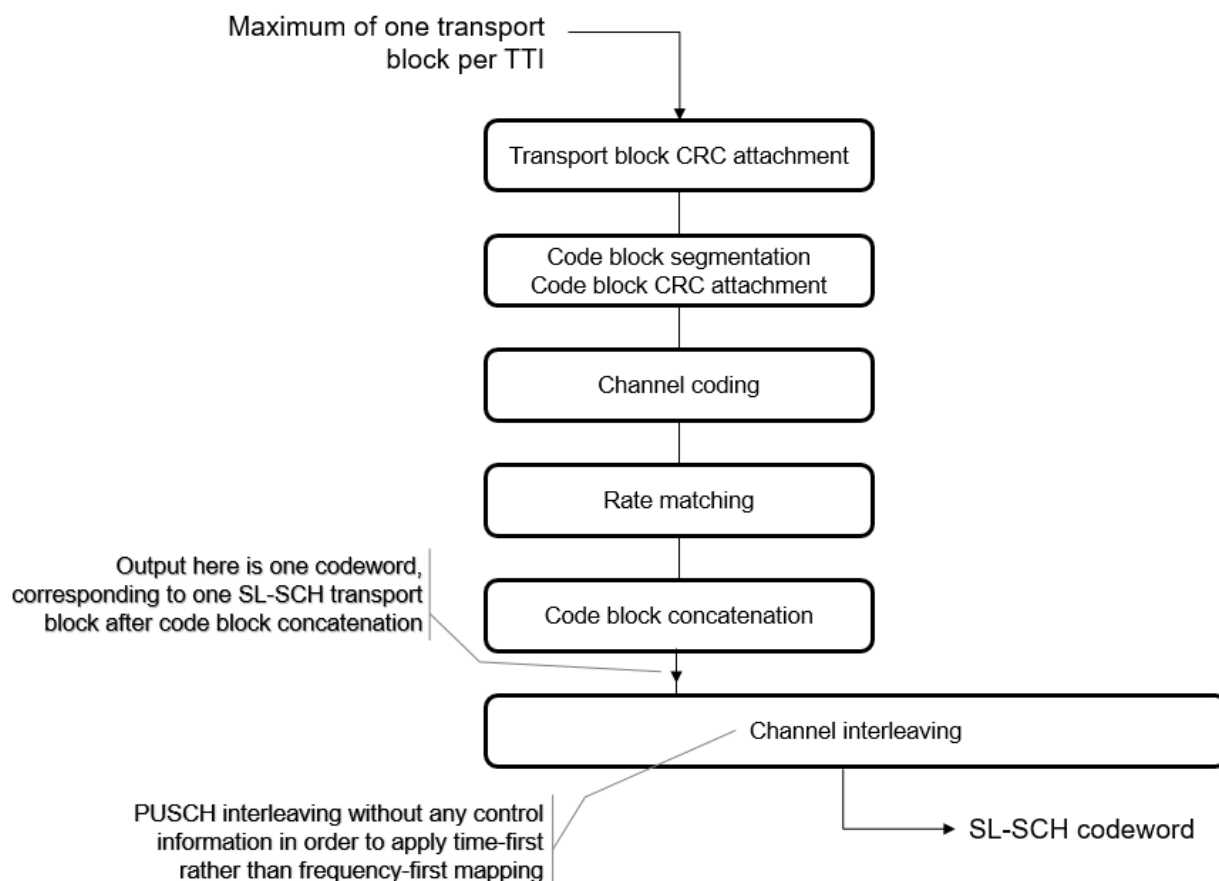 Maximum of one transport
block per TTI
Transport block CRC attachment
Code block segmentation
Code block CRC attachment
Channel coding
Rate matching
Output here is one codeword,
corresponding to one SL-SCH transport
block after code block concatenation
Code block concatenation
Channel interleaving
PUSCH interleaving without any control
information in order to apply time-first
rather than frequency-first mapping
SL-SCH codeword